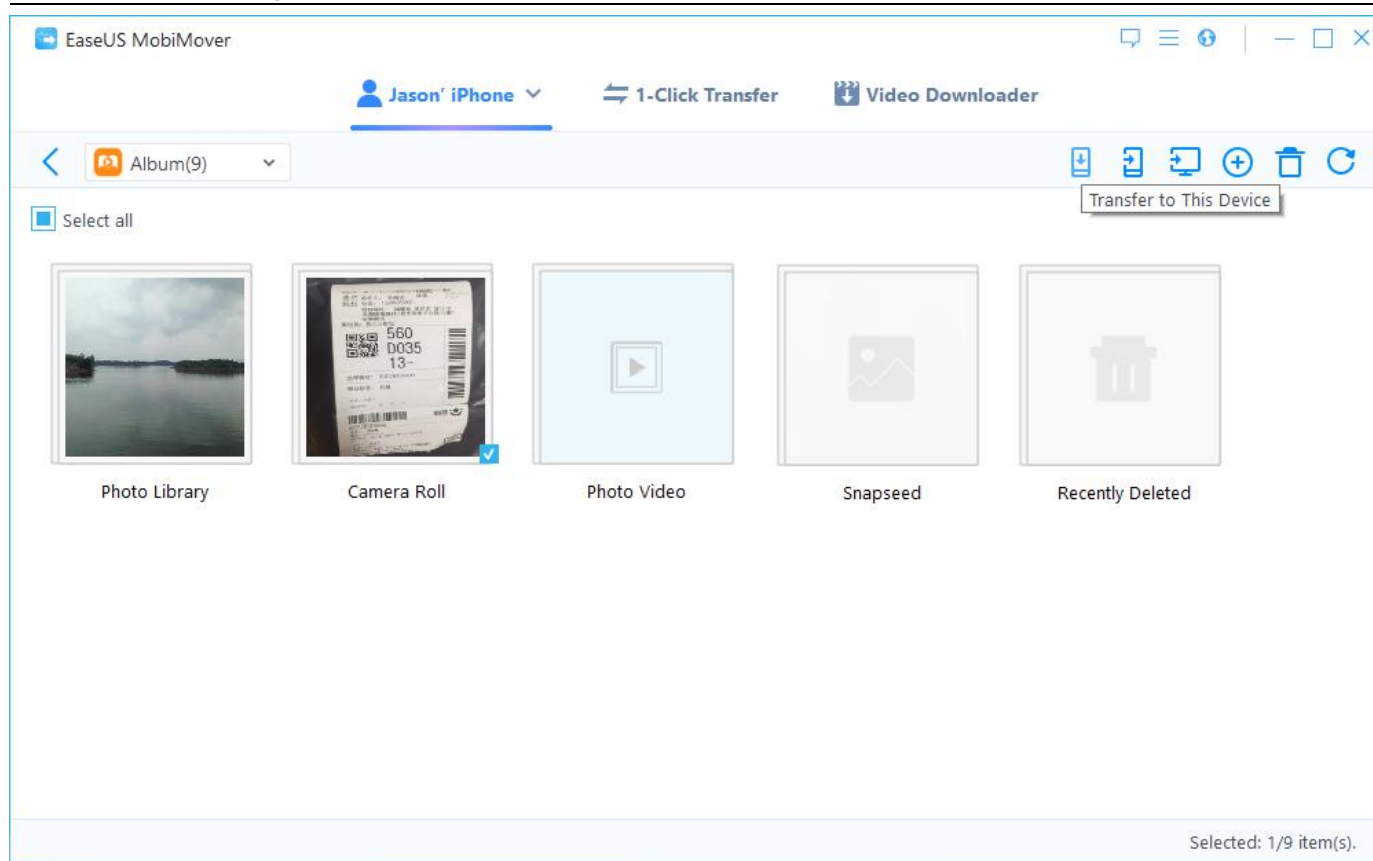 EaseUS MobiMover
Jason' iPhone
1-Click Transfer
Video Downloader
Album(9)
Transfer to This Device
Select all
560
D035
13-
Photo Library
Camera Roll
Photo Video
Snapseed
Recently Deleted
Selected: 1/9 item(s).